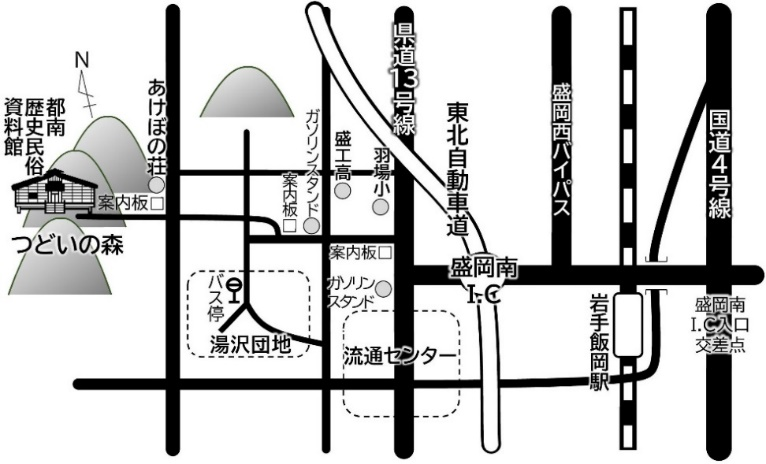 N
都南
歴史民俗
資料館
あけぼの荘
案内板
つどいの森
ガソリンスタンド
案内板
盛工高
羽場小
県道13号線
東北自動車道
盛岡西バイパス
国道4号線
案内板
盛岡南
I.C
ガソリン
スタンド
バス停
湯沢団地
流通センター
岩手飯岡駅
盛岡南
I.C入口
交差点